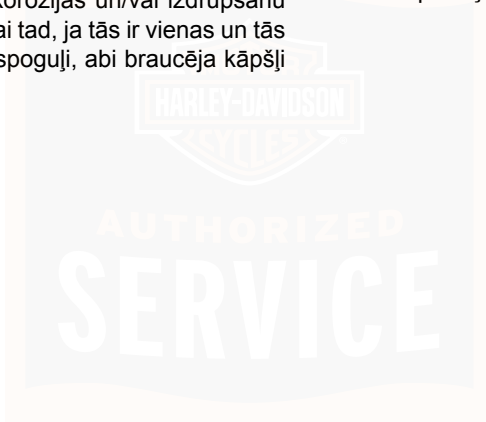 korozijas un/vai izdrupšanu
ai tad, ja tās ir vienas un tās
spoguļi, abi braucēja kāpšļi
MOTOR
HARLEY-DAVIDSON
CYCLES
AUTHORIZED
SERVICE